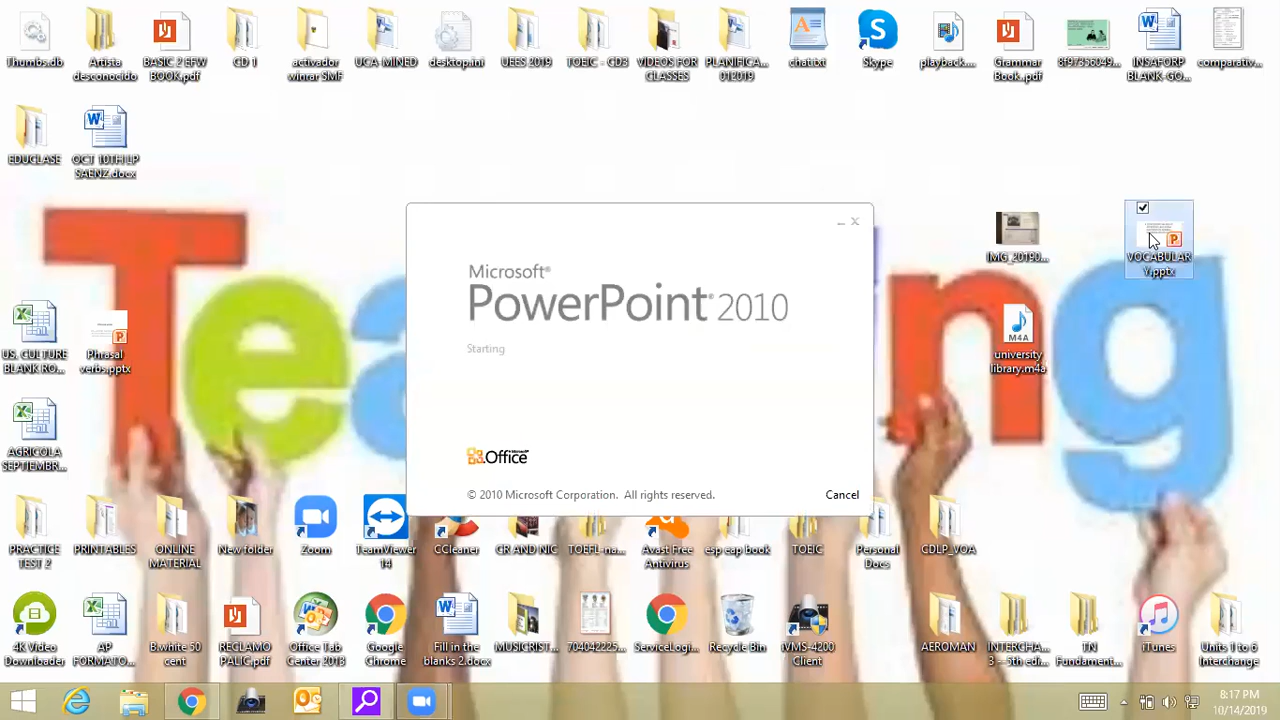 Thumbs.db
Artista
desconocido
BASIC 2 EFW
BOOK.pdf
CD 1
activador
winrar SMF
UCA-MINED
desktop.ini
UEES 2019
TOEIC - CD3
VIDEOS FOR
CLASSES
PLANIFICA...
012019
chat.txt
Skype
playback....
Grammar
Book..pdf
8f97356049...
INSAFORP
BLANK-GO...
comparativ...
EDUCLASE
OCT 10TH LP
SAENZ.docx
Teaching
IMG_20190...
VOCABULAR
Y.pptx
Microsoft®
PowerPoint® 2010
Starting
US. CULTURE
BLANK RO...
Phrasal
verbs.pptx
university
library.m4a
M4A
AGRICOLA
SEPTIEMBR...
Microsoft
Office
© 2010 Microsoft Corporation. All rights reserved.
Cancel
PRACTICE
TEST 2
PRINTABLES
ONLINE
MATERIAL
New folder
Zoom
TeamViewer
14
CCleaner
CR AND NIC
TOEFL-na...
Avast Free
Antivirus
esp cap book
TOEIC
Personal
Docs
CDLP_VOA
4K Video
Downloader
AP
FORMATO...
B.white 50
cent
RECLAMO
PALIC.pdf
Office Tab
Center 2013
Google
Chrome
Fill in the
blanks 2.docx
MUSICRIST...
704042225...
ServiceLogi...
Recycle Bin
iVMS-4200
Client
AEROMAN
INTERCHA...
3 --5th edi...
TN
Fundament...
iTunes
Units 1 to 6
Interchange
8:17 PM
10/14/2019